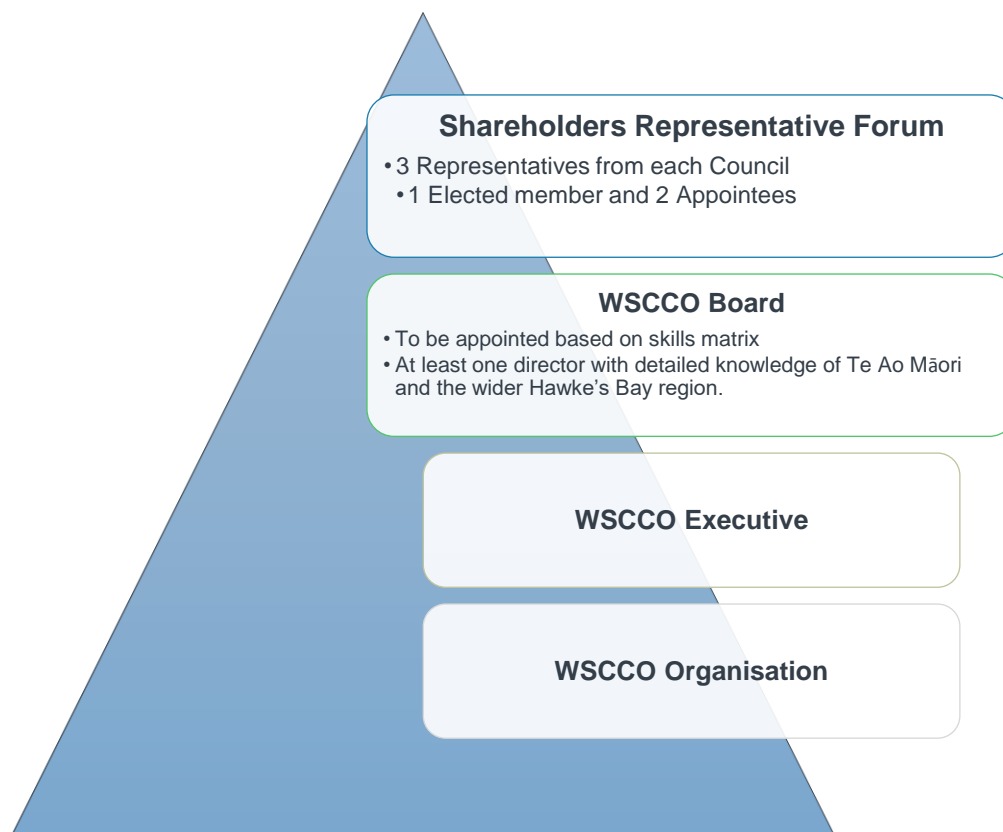 Shareholders Representative Forum
• 3 Representatives from each Council
• 1 Elected member and 2 Appointees
WSCCO Board
• To be appointed based on skills matrix
• At least one director with detailed knowledge of Te Ao Māori
and the wider Hawke’s Bay region.
WSCCO Executive
WSCCO Organisation